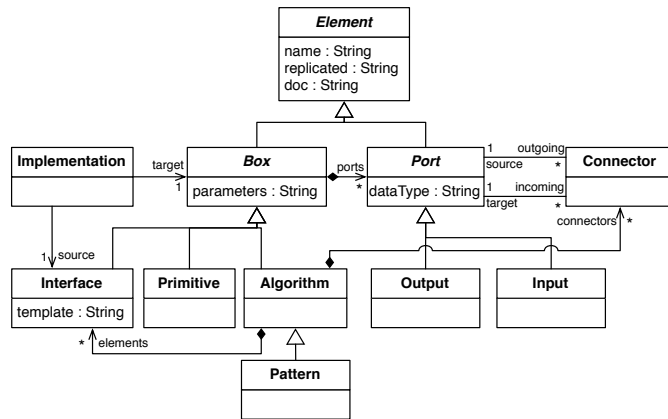 Element
name : String
replicated : String
doc : String
Implementation
target
1
Box
parameters : String
ports
*
Port
dataType : String
1 outgoing
source *
1 incoming
target *
Connector
connectors *
1 source
Interface
template : String
Primitive
Algorithm
Output
Input
* elements
Pattern